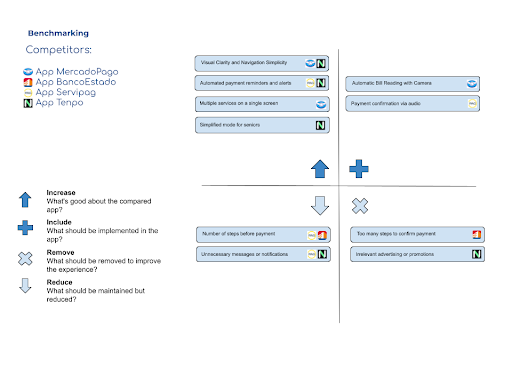 Benchmarking
Competitors:
App MercadoPago
App BancoEstado
App Servipag
App Tenpo
Visual Clarity and Navigation Simplicity
Automated payment reminders and alerts
Multiple services on a single screen
Simplified mode for seniors
Automatic Bill Reading with Camera
Payment confirmation via audio
Increase
What's good about the compared
app?
Include
What should be implemented in the
app?
Remove
What should be removed to improve
the experience?
Reduce
What should be maintained but
reduced?
Number of steps before payment
Unnecessary messages or notifications
Too many steps to confirm payment
Irrelevant advertising or promotions